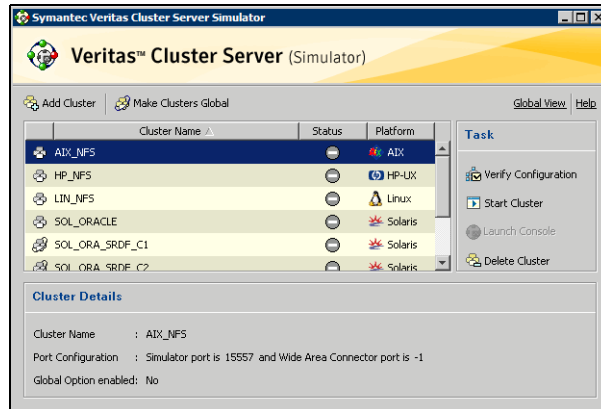 Symantec Veritas Cluster Server Simulator
Veritas™ Cluster Server (Simulator)
Add Cluster Make Clusters Global Global View Help
Cluster Name Status Platform
AIX_NFS AIX
HP_NFS HP-UX
LIN_NFS Linux
SOL_ORACLE Solaris
SOL_ORA_SRDF_C1 Solaris
SOL_ORA_SRDF_C2 Solaris
Task
Verify Configuration
Start Cluster
Launch Console
Delete Cluster
Cluster Details
Cluster Name : AIX_NFS
Port Configuration : Simulator port is 15557 and Wide Area Connector port is -1
Global Option enabled: No